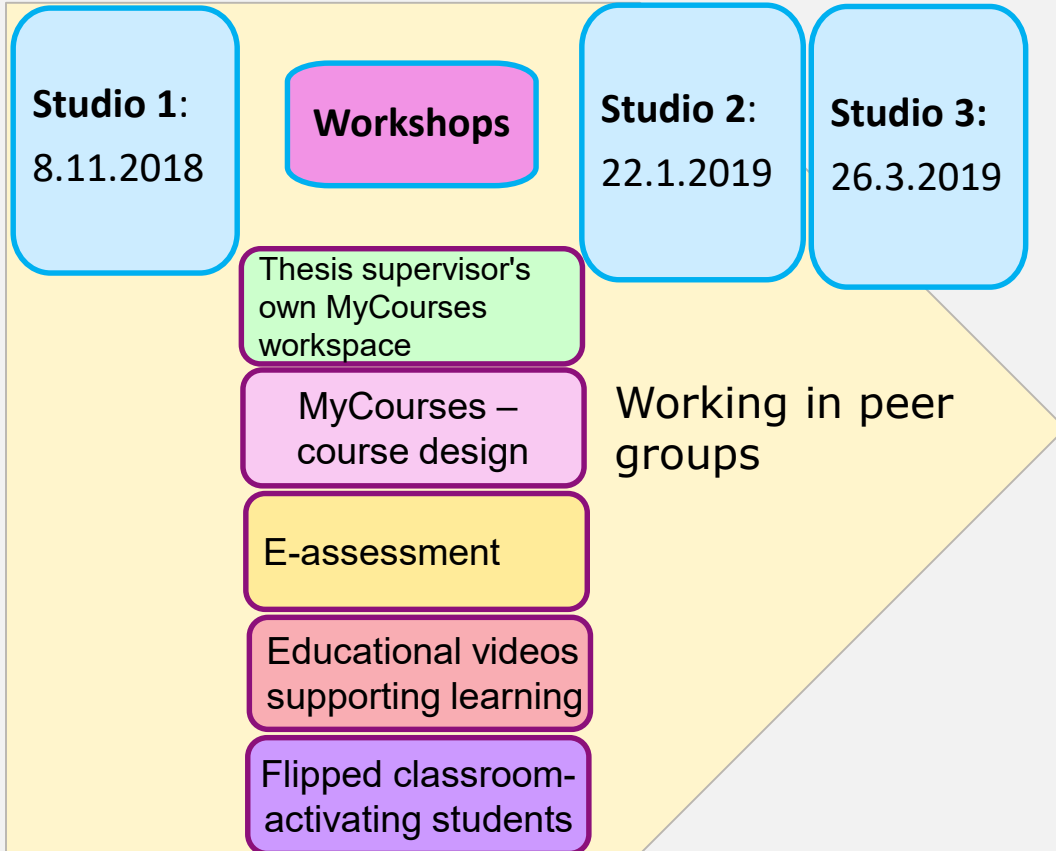 Studio 1:
8.11.2018
Workshops
Studio 2:
22.1.2019
Studio 3:
26.3.2019
Thesis supervisor's
own MyCourses
workspace
MyCourses –
course design
E-assessment
Educational videos
supporting learning
Flipped classroom-
activating students
Working in peer
groups